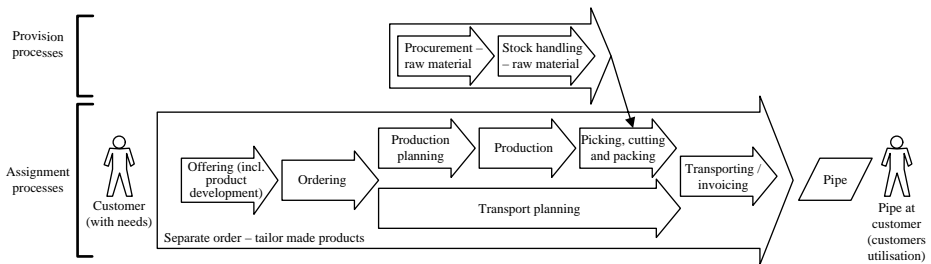 Provision
processes
Procurement –
raw material
Stock handling
– raw material
Assignment
processes
Customer
(with needs)
Offering (incl.
product
development)
Ordering
Production
planning
Production
Picking, cutting
and packing
Transport planning
Transporting /
invoicing
Separate order – tailor made products
Pipe
Pipe at
customer
(customers
utilisation)